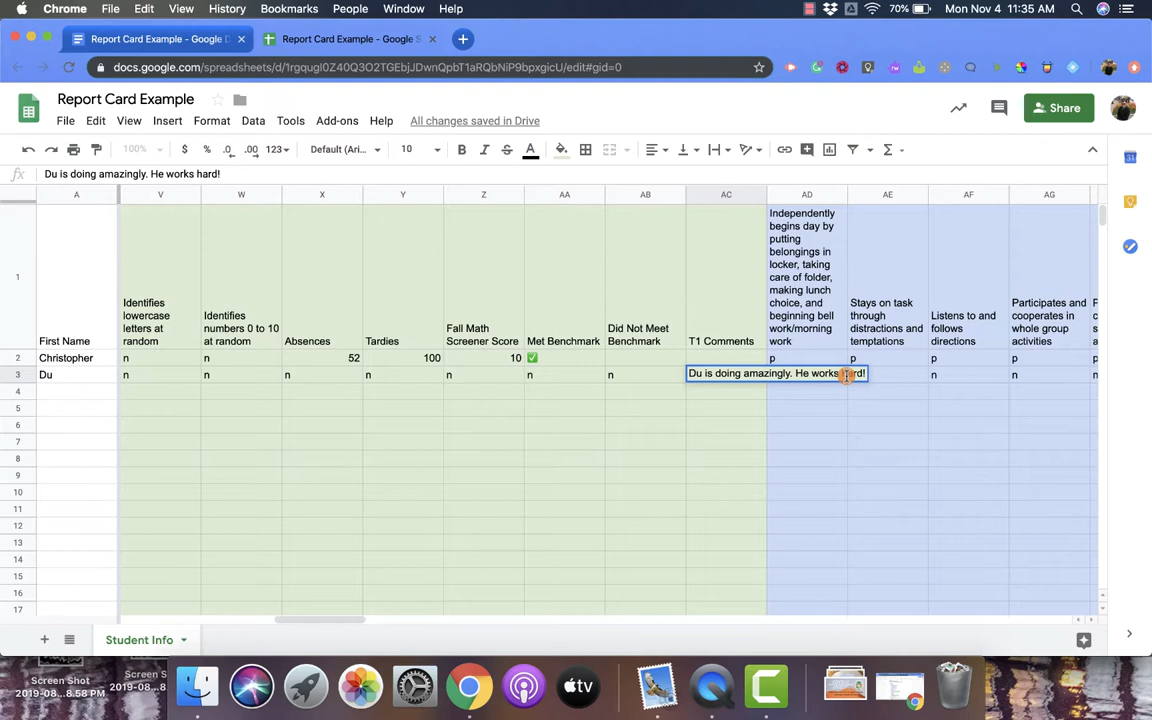 Chrome File Edit View History Bookmarks People Window Help 70% Mon Nov 4 11:35 AM
Report Card Example - Google D Report Card Example - Google S
docs.google.com/spreadsheets/d/1rgqugI0Z40Q3O2TGEbjJDwnQpbT1aRQbNiP9bpxgicU/edit#gid=0
Report Card Example
File Edit View Insert Format Data Tools Add-ons Help All changes saved in Drive
Share
100% $ % .0 .00 123 Default (Ari... 10 B I S A
fx Du is doing amazingly. He works hard!
A V W X Y Z AA AB AC AD AE AF AG
1
First Name
Identifies
lowercase
letters at
random
Identifies
numbers 0 to 10
at random
Absences
Tardies
Fall Math
Screener Score
Met Benchmark
Did Not Meet
Benchmark
T1 Comments
Independently
begins day by
putting
belongings in
locker, taking
care of folder,
making lunch
choice, and
beginning bell
work/morning
work
Stays on task
through
distractions and
temptations
Listens to and
follows
directions
Participates and
cooperates in
whole group
activities
2 Christopher n n 52 100 10 ✅ p p p p p
3 Du n n n n n n n Du is doing amazingly. He works hard! n n n
4
5
6
7
8
9
10
11
12
13
14
15
16
17
Student Info
Screen Shot
2019-08...8.58 PM
Screen S
2019-08...
tv